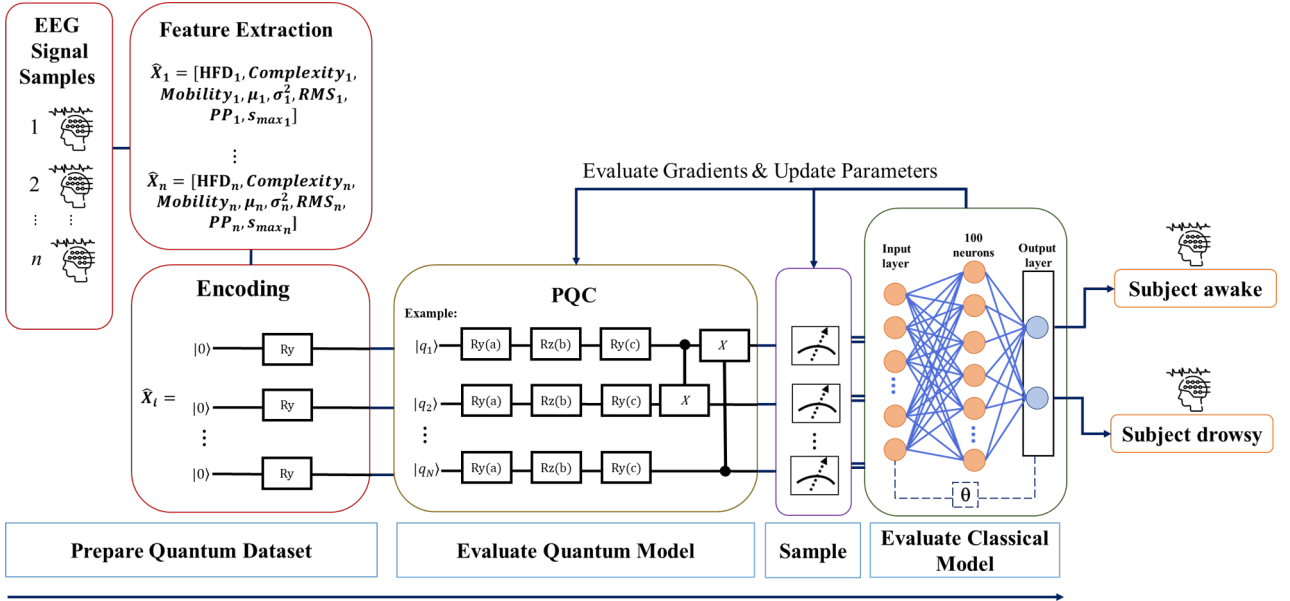 EEG
Signal
Samples
1
2
⋮ ⋮
n
Feature Extraction
X̂₁ = [HFD₁, Complexity₁,
Mobility₁, μ₁, σ₁², RMS₁,
PP₁, s_max₁]
⋮
X̂ₙ = [HFDₙ, Complexityₙ,
Mobilityₙ, μₙ, σₙ², RMSₙ,
PPₙ, s_maxₙ]
Encoding
X̂ᵢ =
|0⟩ Ry
|0⟩ Ry
⋮ ⋮
|0⟩ Ry
Evaluate Gradients & Update Parameters
PQC
Example:
|q₁⟩ Ry(a) Rz(b) Ry(c) X
|q₂⟩ Ry(a) Rz(b) Ry(c) X
⋮ ⋮
|q_N⟩ Ry(a) Rz(b) Ry(c)
⋮
Input
layer
100
neurons
Output
layer
θ
Subject awake
Subject drowsy
Prepare Quantum Dataset
Evaluate Quantum Model
Sample
Evaluate Classical
Model